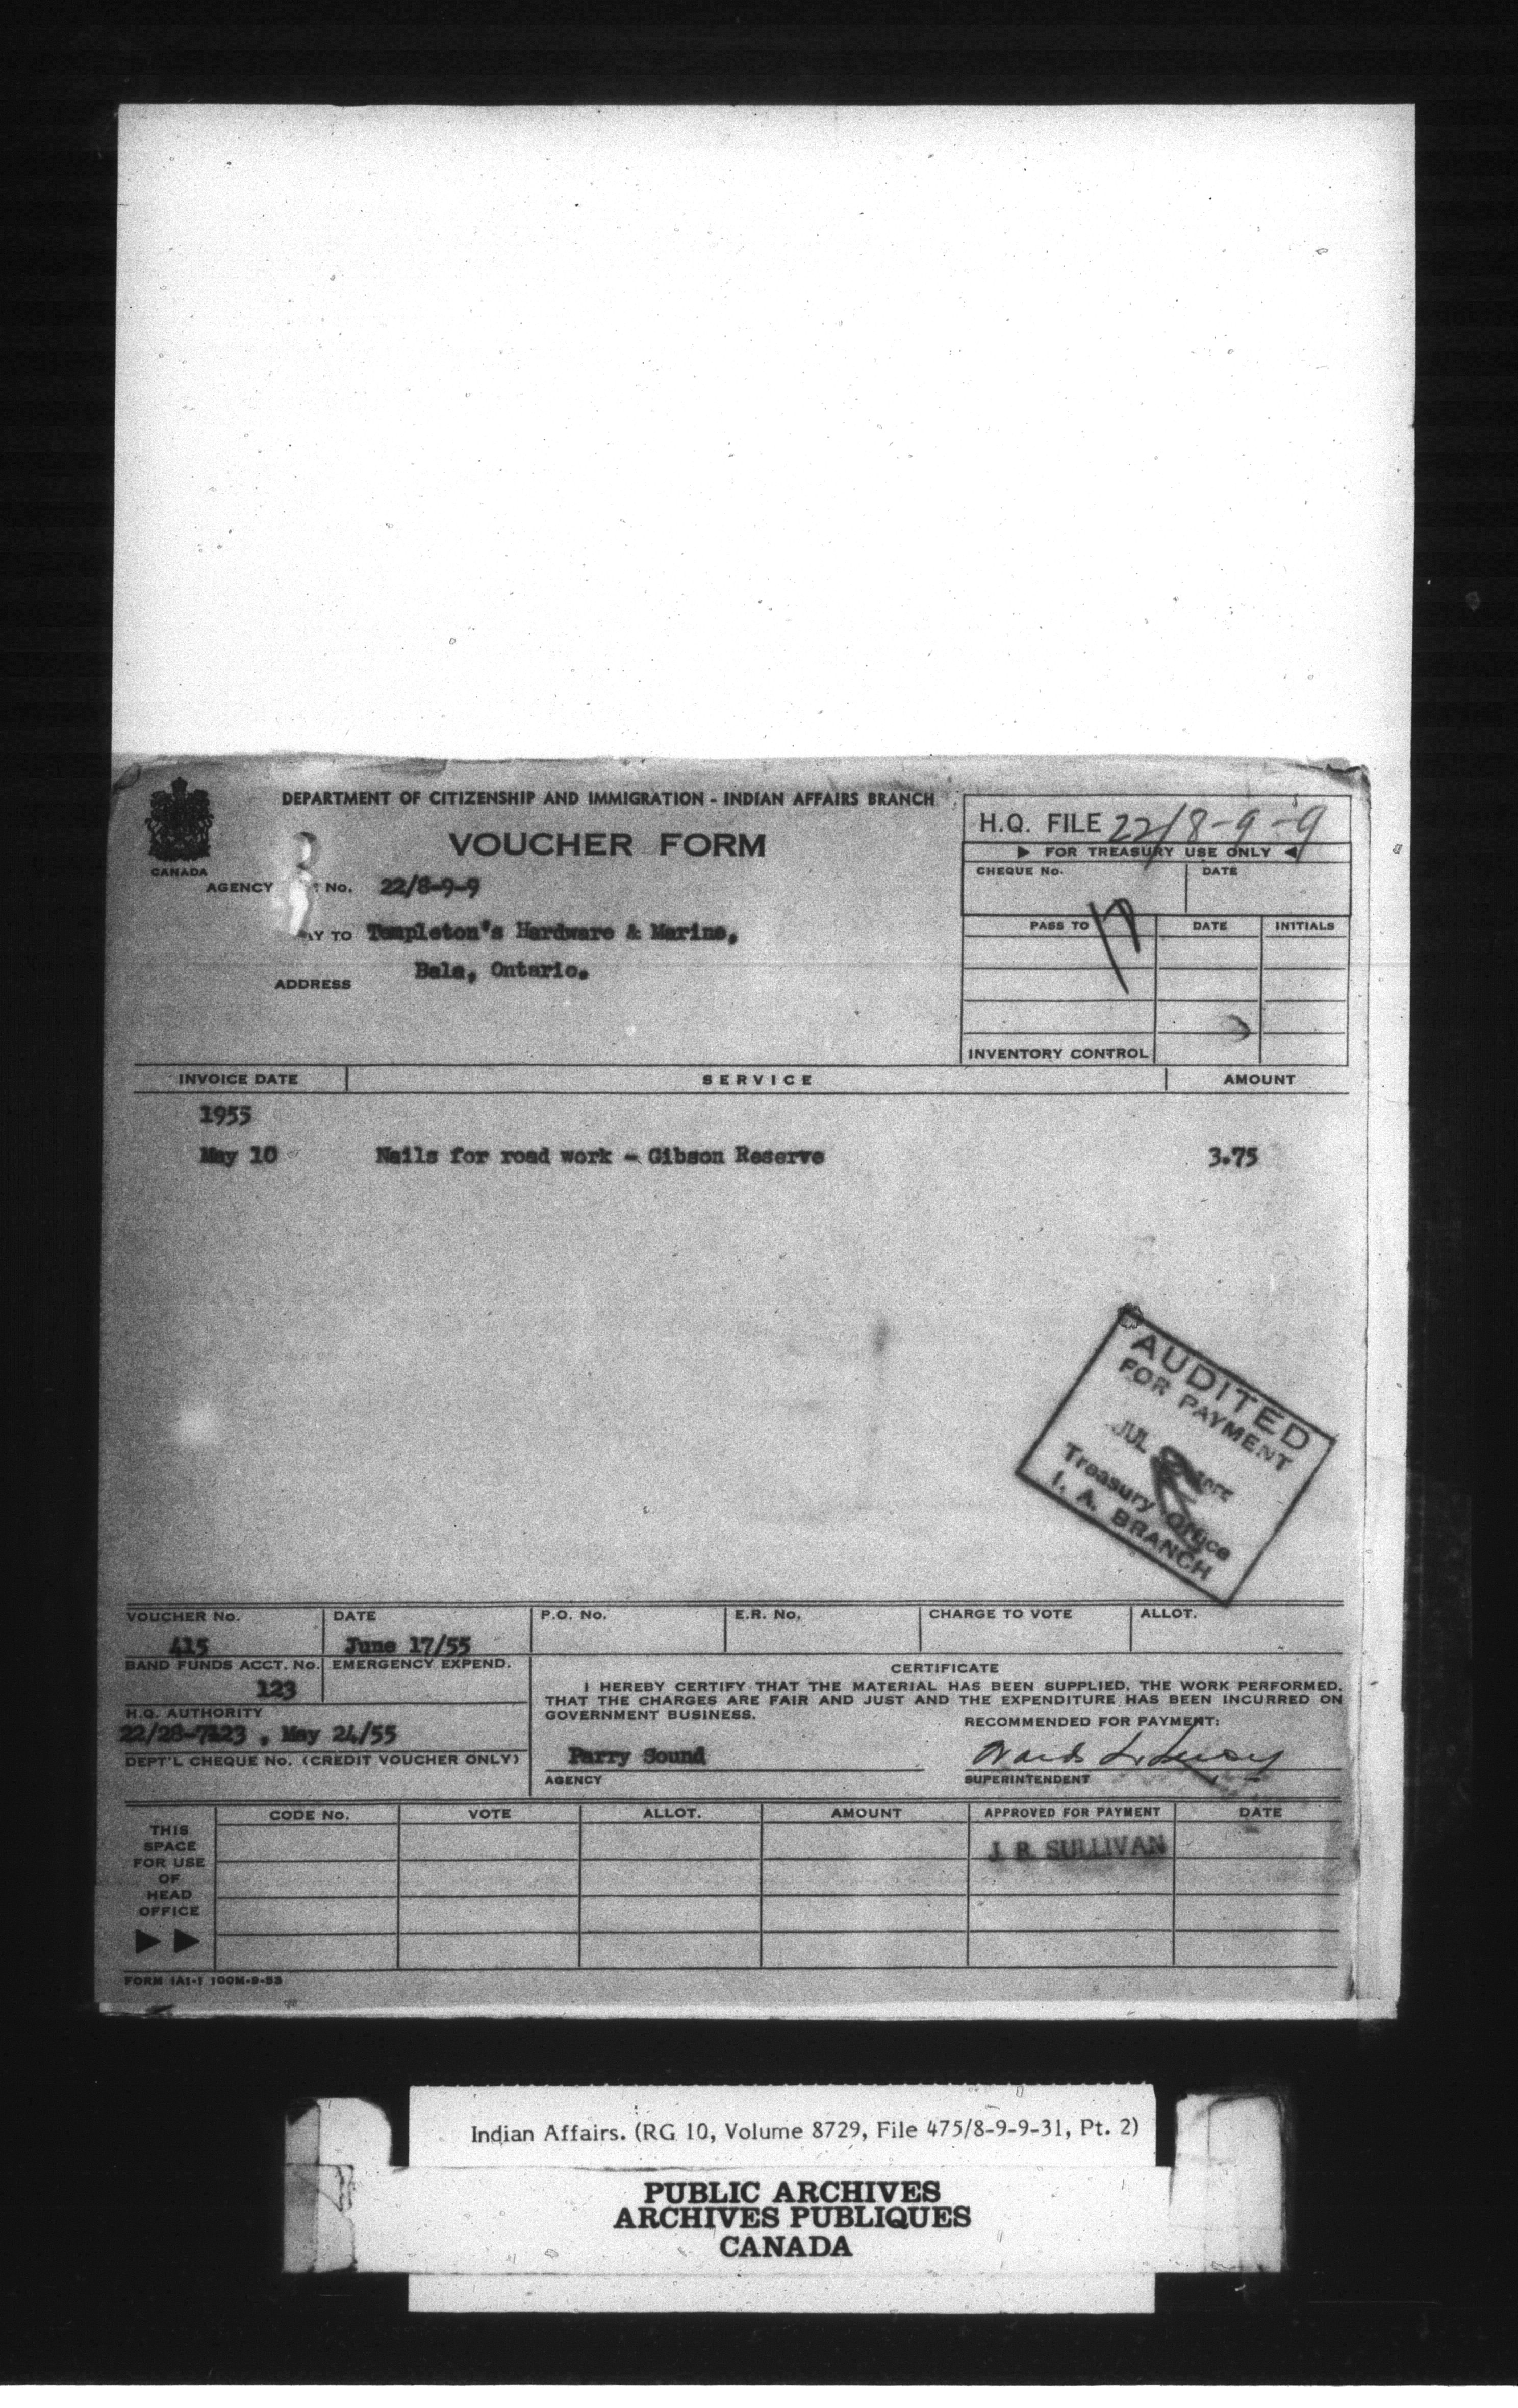 DEPARTMENT OF CITIZENSHIP AND IMMIGRATION - INDIAN AFFAIRS BRANCH
VOUCHER FORM
CANADA
AGENCY No. 22/8-9-9
PAY TO Templeton's Hardware & Marine,
ADDRESS Bala, Ontario.
H.Q. FILE 22/8-9-9
▶ FOR TREASURY USE ONLY ◀
CHEQUE No. DATE
PASS TO DATE INITIALS
INVENTORY CONTROL
INVOICE DATE SERVICE AMOUNT
1955
May 10 Nails for road work - Gibson Reserve 3.75
AUDITED
FOR PAYMENT
JUL
Treasury Office
I. A. BRANCH
VOUCHER No. DATE P.O. No. E.R. No. CHARGE TO VOTE ALLOT.
415 June 17/55
BAND FUNDS ACCT. No. EMERGENCY EXPEND.
123
H.Q. AUTHORITY
22/28-7123 , May 24/55
DEPT'L CHEQUE No. (CREDIT VOUCHER ONLY)
CERTIFICATE
I HEREBY CERTIFY THAT THE MATERIAL HAS BEEN SUPPLIED, THE WORK PERFORMED,
THAT THE CHARGES ARE FAIR AND JUST AND THE EXPENDITURE HAS BEEN INCURRED ON
GOVERNMENT BUSINESS.
RECOMMENDED FOR PAYMENT:
Parry Sound
AGENCY SUPERINTENDENT
THIS
SPACE
FOR USE
OF
HEAD
OFFICE
▶ ▶
CODE No. VOTE ALLOT. AMOUNT APPROVED FOR PAYMENT DATE
J. R. SULLIVAN
FORM IA1-1 100M-9-53
Indian Affairs. (RG 10, Volume 8729, File 475/8-9-9-31, Pt. 2)
PUBLIC ARCHIVES
ARCHIVES PUBLIQUES
CANADA